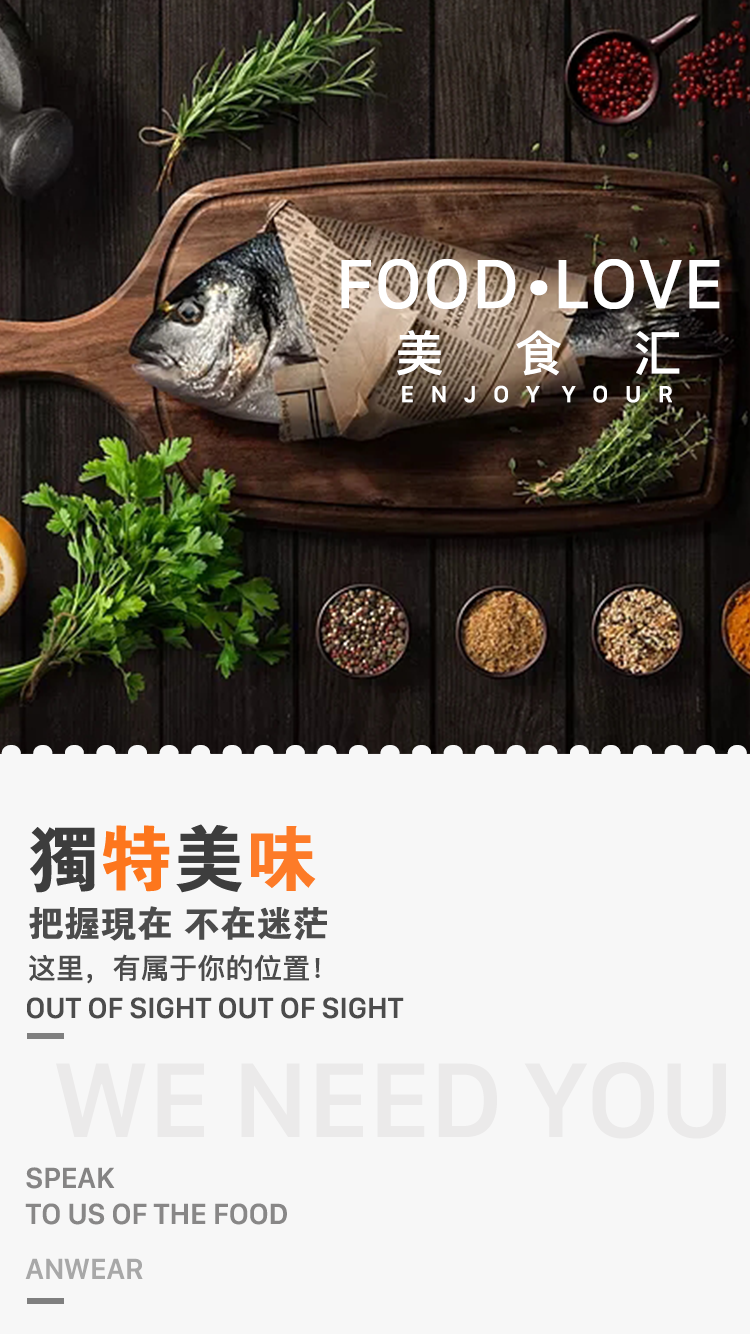 FOOD•LOVE
美食汇
ENJOYYOUR
獨特美味
把握現在 不在迷茫
这里，有属于你的位置！
OUT OF SIGHT OUT OF SIGHT
WE NEED YOU
SPEAK
TO US OF THE FOOD
ANWEAR